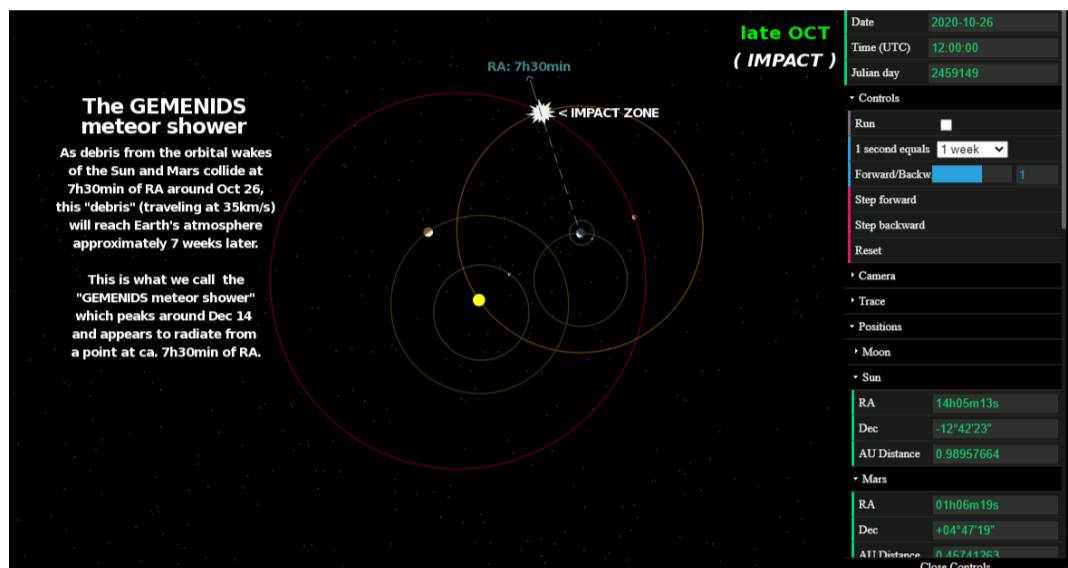 late OCT
( IMPACT )
RA: 7h30min
< IMPACT ZONE
The GEMENIDS
meteor shower
As debris from the orbital wakes
of the Sun and Mars collide at
7h30min of RA around Oct 26,
this "debris" (traveling at 35km/s)
will reach Earth's atmosphere
approximately 7 weeks later.
This is what we call the
"GEMENIDS meteor shower"
which peaks around Dec 14
and appears to radiate from
a point at ca. 7h30min of RA.
Date 2020-10-26
Time (UTC) 12:00:00
Julian day 2459149
Controls
Run
1 second equals 1 week
Forward/Backw 1
Step forward
Step backward
Reset
Camera
Trace
Positions
Moon
Sun
RA 14h05m13s
Dec -12°42'23"
AU Distance 0.98957664
Mars
RA 01h06m19s
Dec +04°47'19"
AU Distance 0.45741263
Close Controls